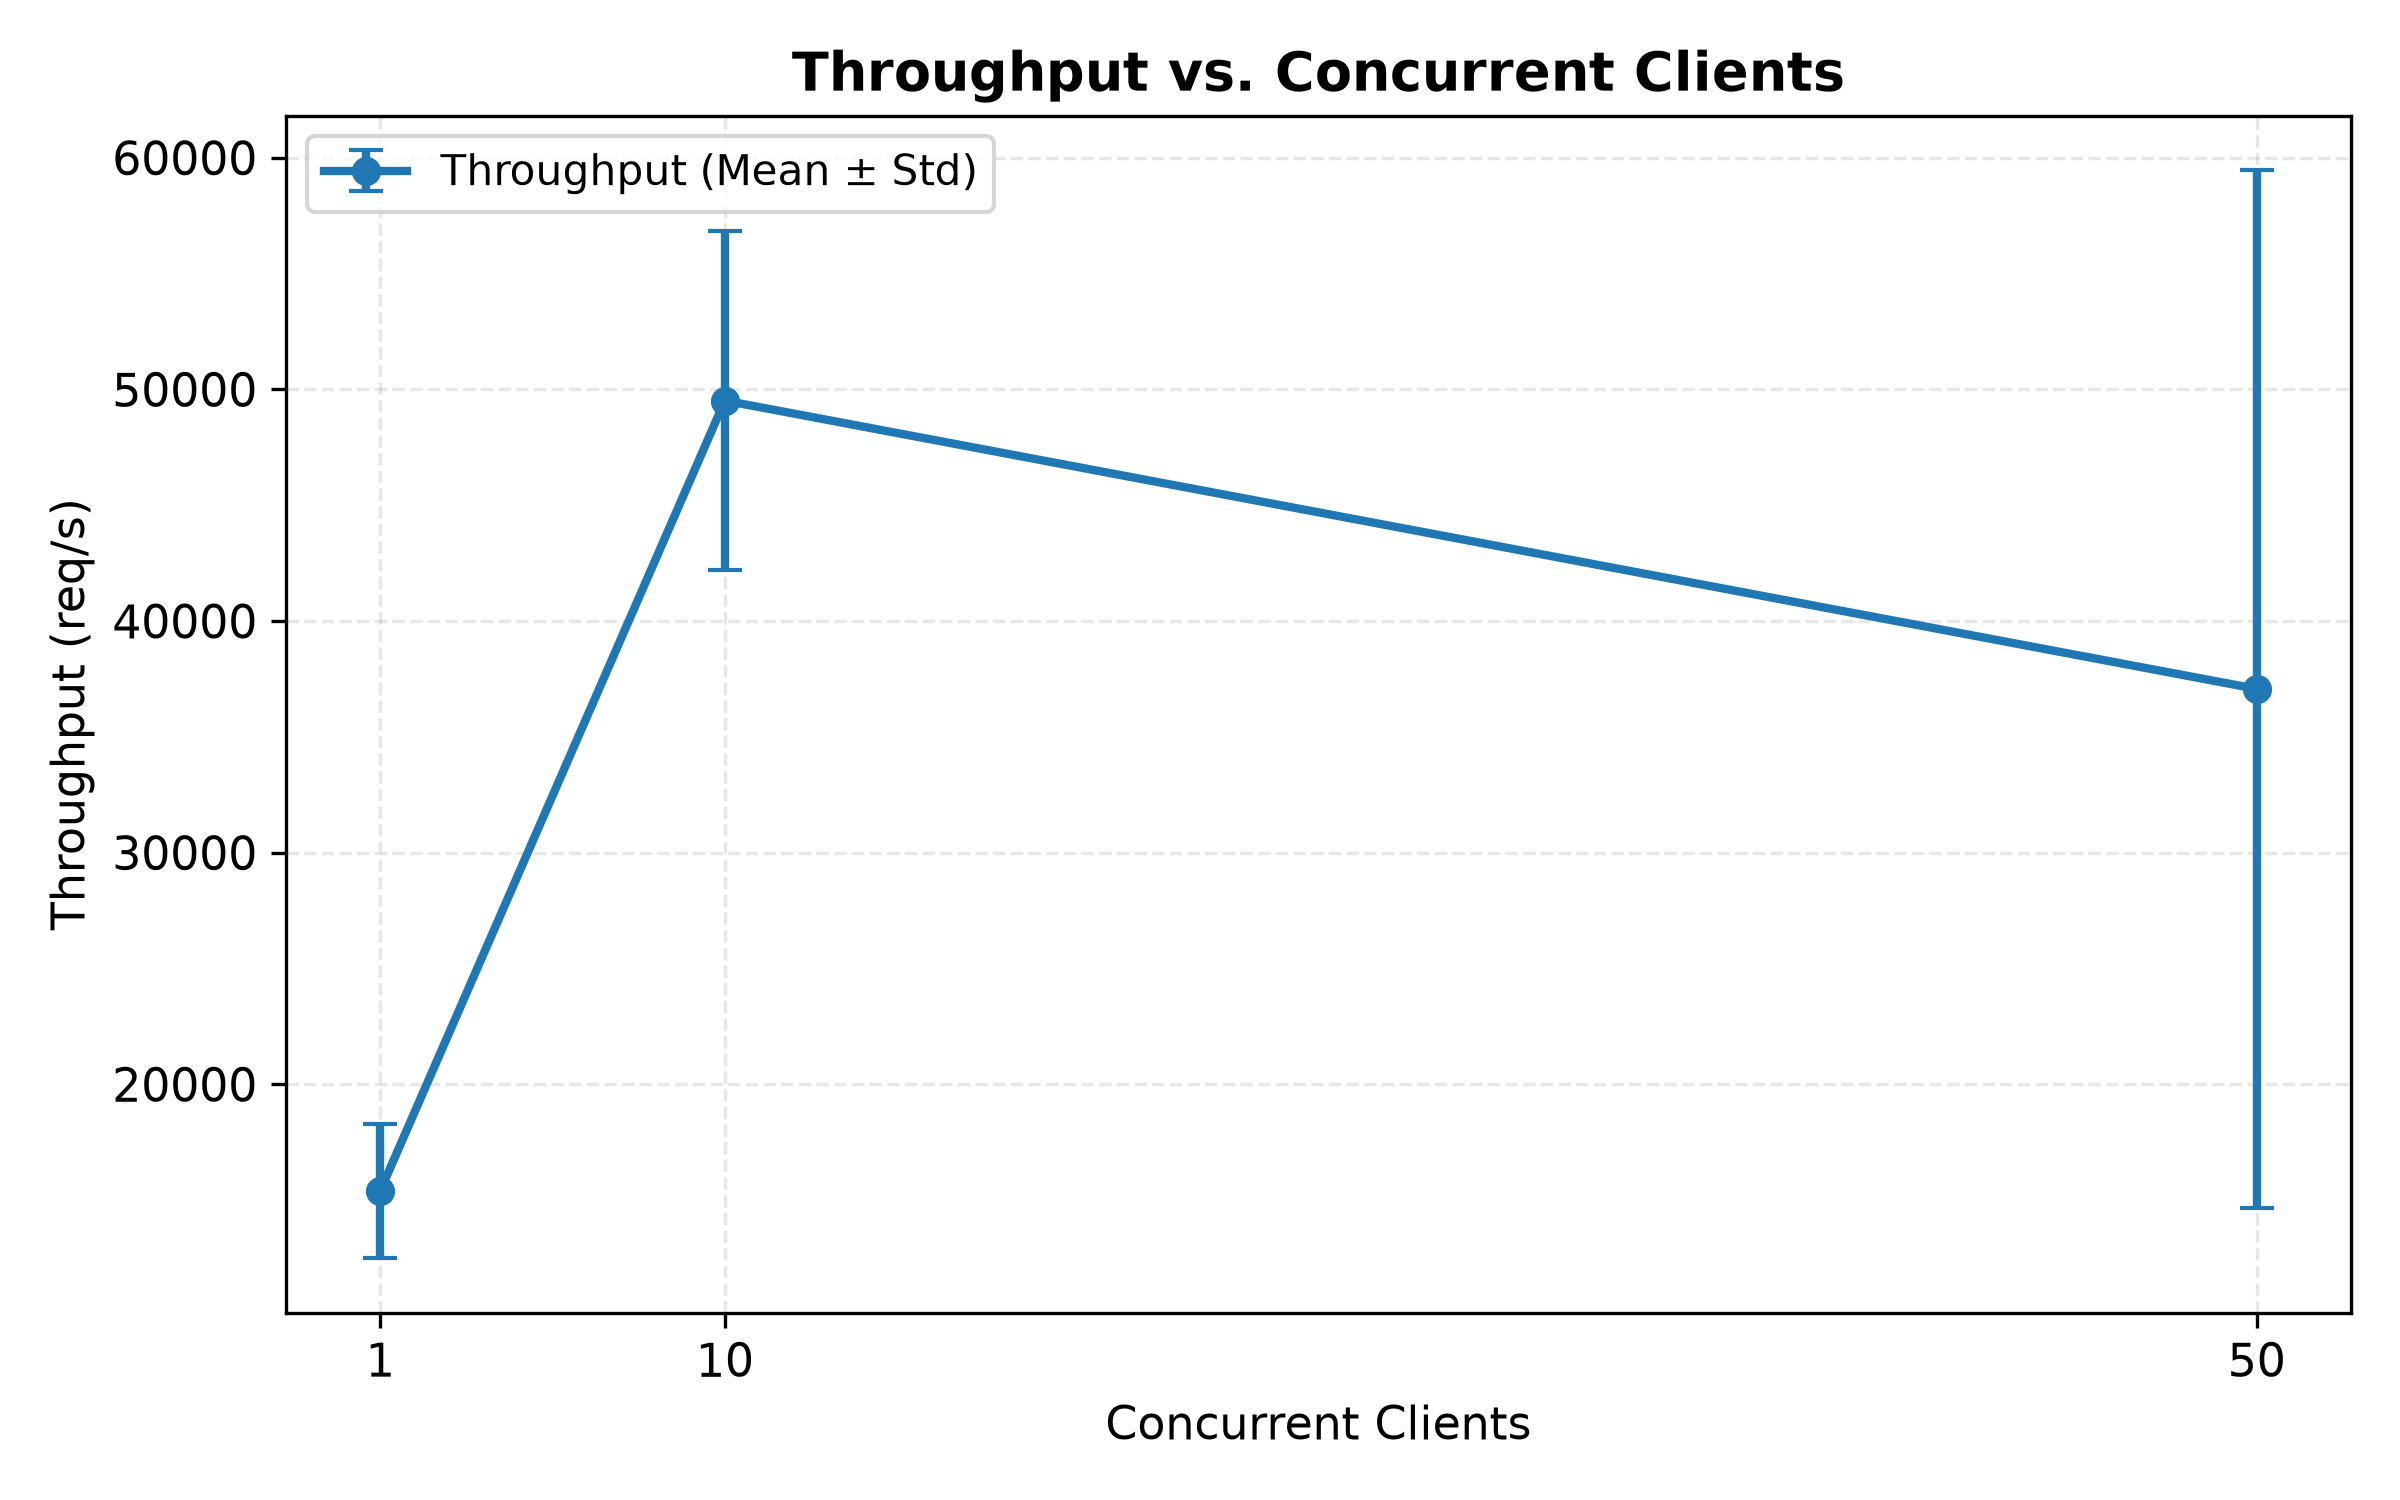 Throughput vs. Concurrent Clients
Throughput (Mean ± Std)
60000
50000
40000
30000
20000
Throughput (req/s)
1
10
50
Concurrent Clients